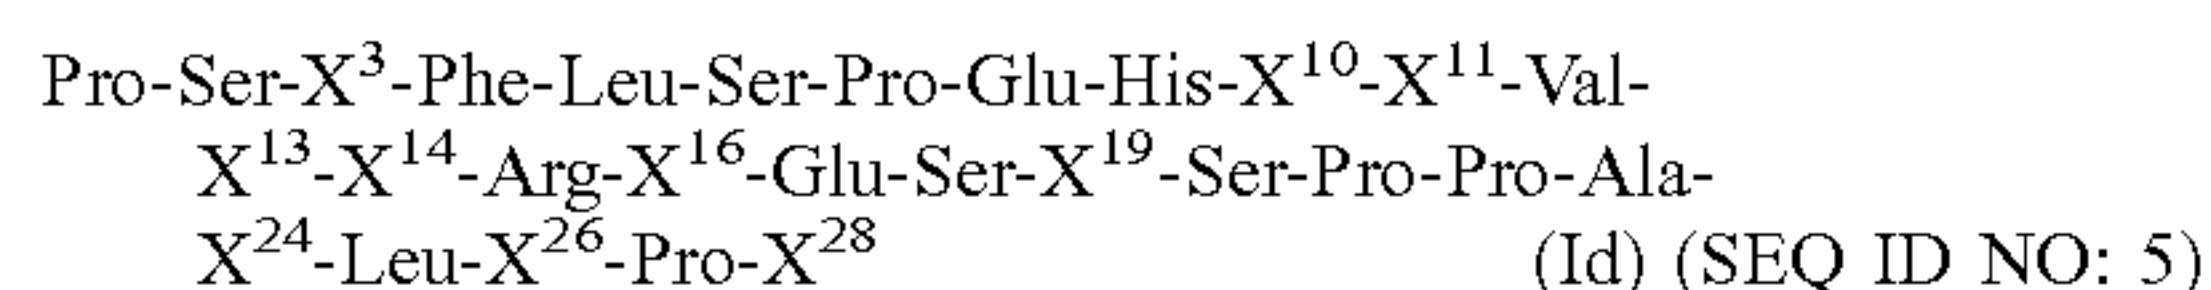 Pro-Ser-X³-Phe-Leu-Ser-Pro-Glu-His-X¹⁰-X¹¹-Val-
X¹³-X¹⁴-Arg-X¹⁶-Glu-Ser-X¹⁹-Ser-Pro-Pro-Ala-
X²⁴-Leu-X²⁶-Pro-X²⁸ (Id) (SEQ ID NO: 5)